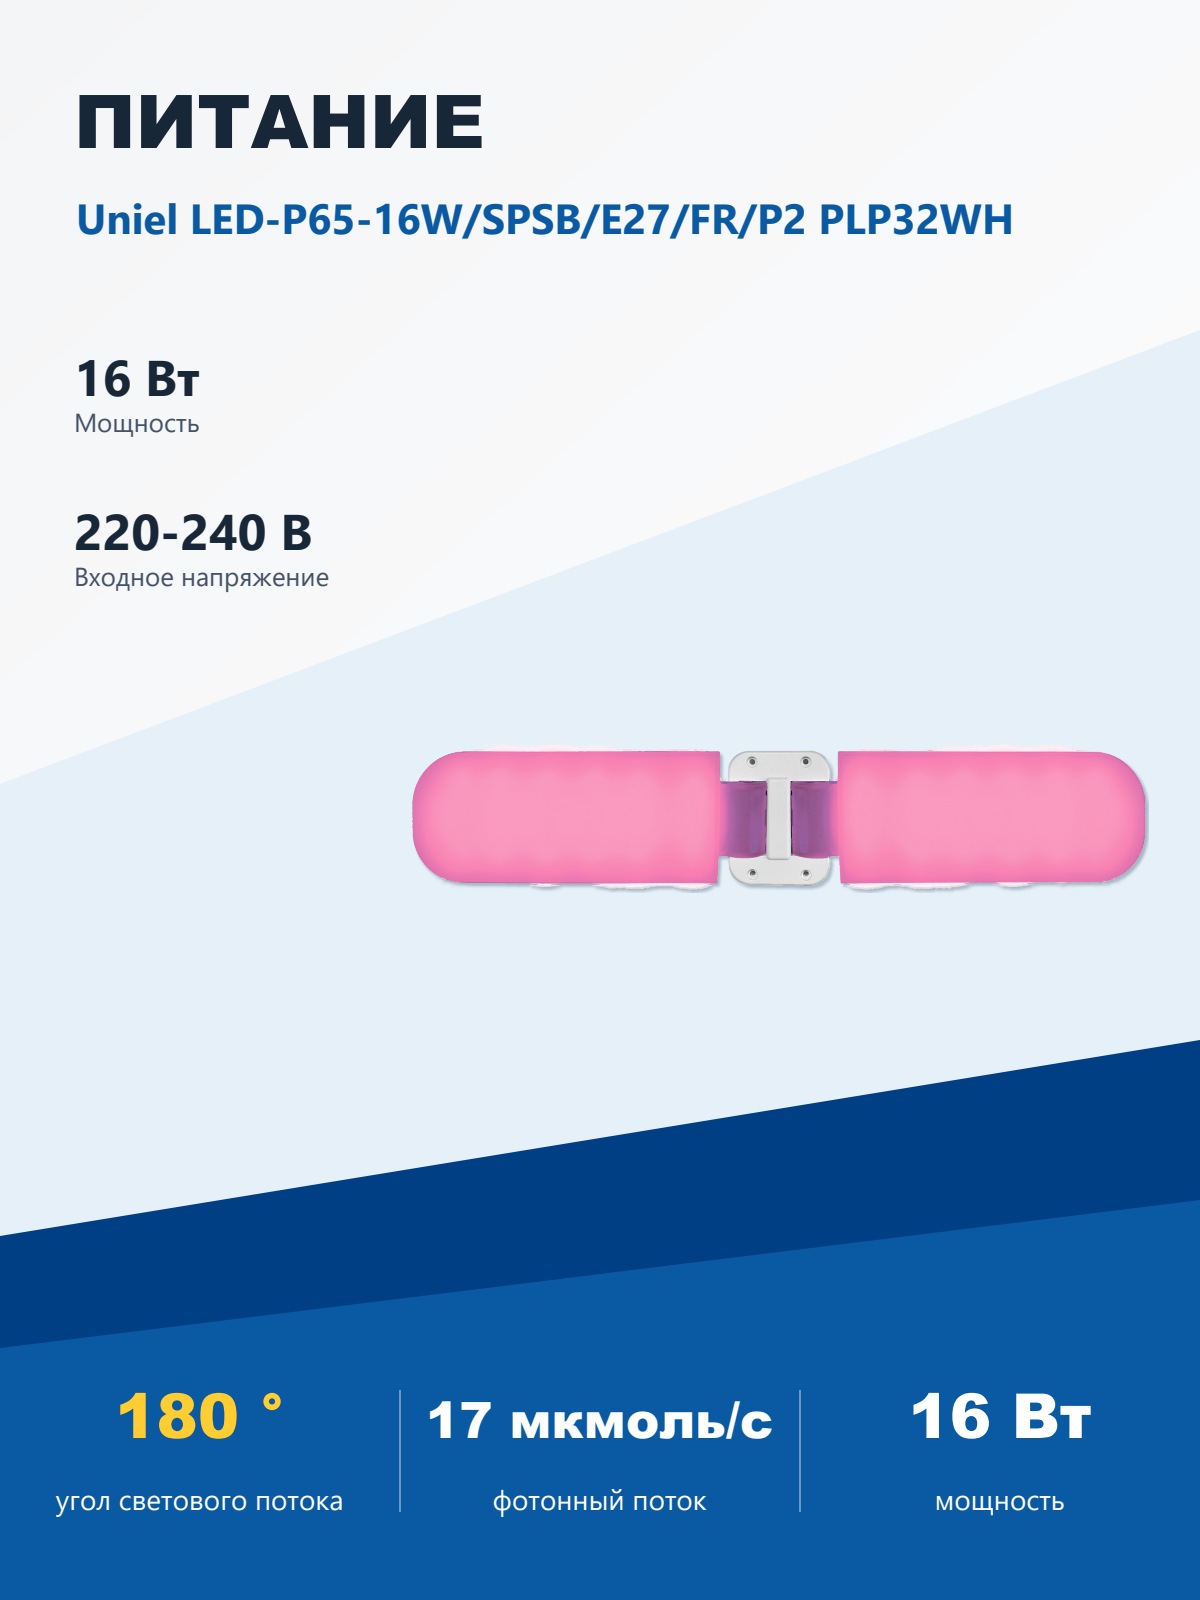 ПИТАНИЕ
Uniel LED-P65-16W/SPSB/E27/FR/P2 PLP32WH
16 Вт
Мощность
220-240 В
Входное напряжение
180 °
угол светового потока
17 мкмоль/с
фотонный поток
16 Вт
мощность